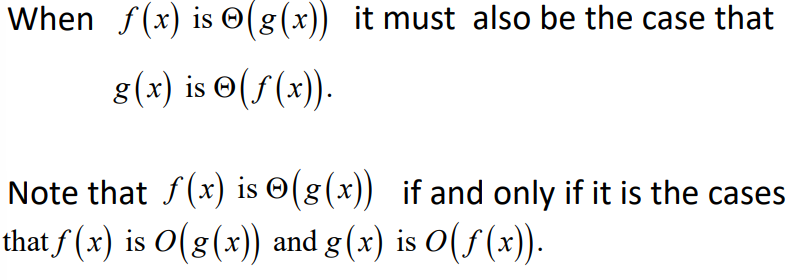 When f(x) is Θ(g(x)) it must also be the case that
g(x) is Θ(f(x)).
Note that f(x) is Θ(g(x)) if and only if it is the cases
that f(x) is O(g(x)) and g(x) is O(f(x)).